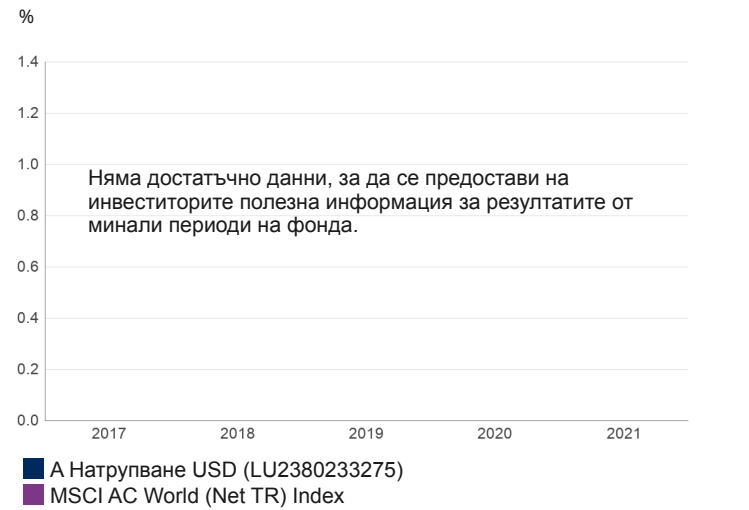 %
1.4
1.2
1.0
Няма достатъчно данни, за да се предостави на
инвеститорите полезна информация за резултатите от
0.8
минали периоди на фонда.
0.6
0.4
0.2
0.0
2017 2018 2019 2020 2021
А Натрупване USD (LU2380233275)
MSCI AC World (Net TR) Index